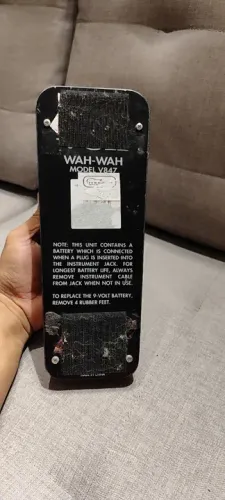 WAH-WAH
MODEL V847
NOTE: THIS UNIT CONTAINS A
BATTERY WHICH IS CONNECTED
WHEN A PLUG IS INSERTED INTO
THE INSTRUMENT JACK. FOR
LONGEST BATTERY LIFE, ALWAYS
REMOVE INSTRUMENT CABLE
FROM JACK WHEN NOT IN USE.
TO REPLACE THE 9-VOLT BATTERY,
REMOVE 4 RUBBER FEET.